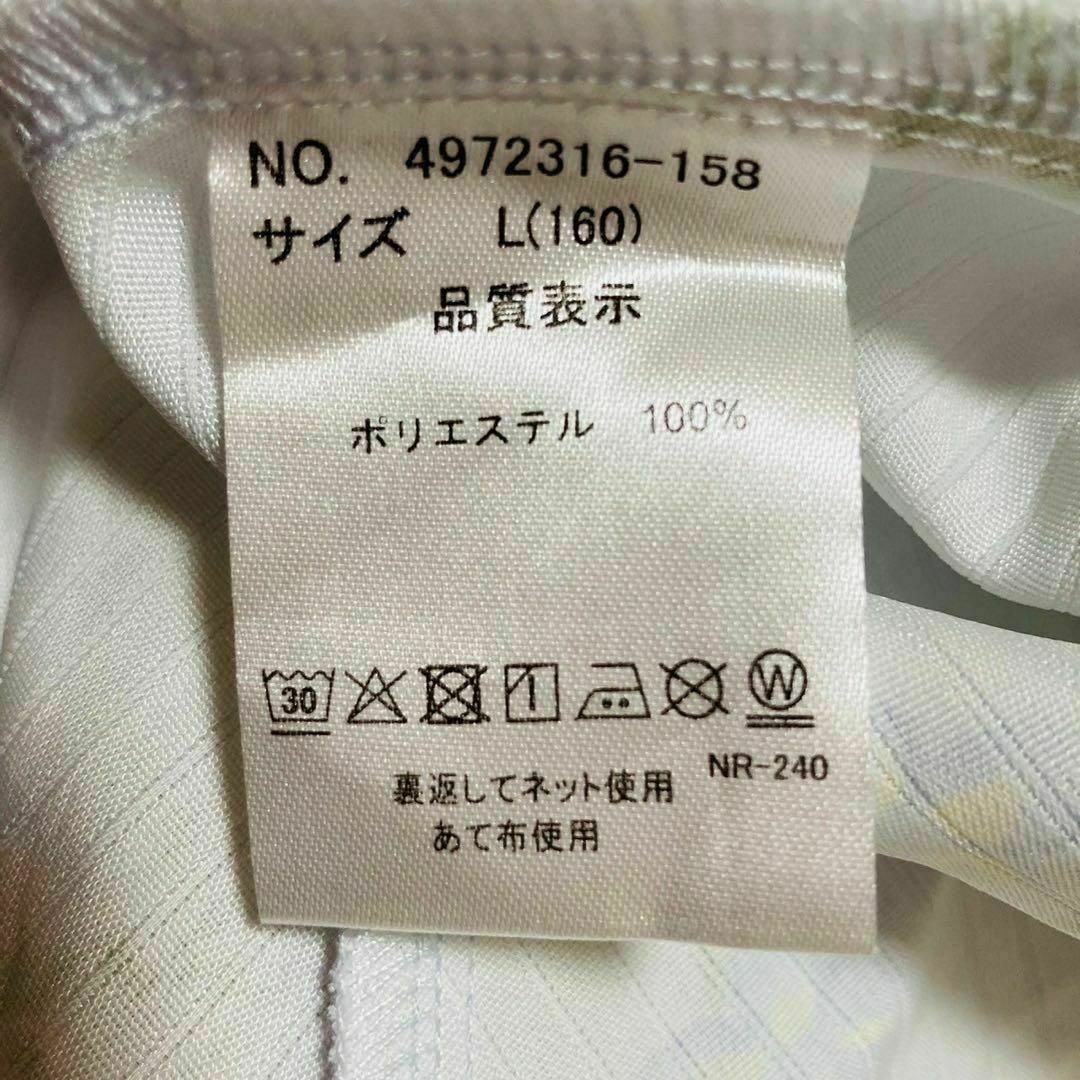 NO. 4972316-158
サイズ L(160)
品質表示
ポリエステル 100%
30 W
NR-240
裏返してネット使用
あて布使用